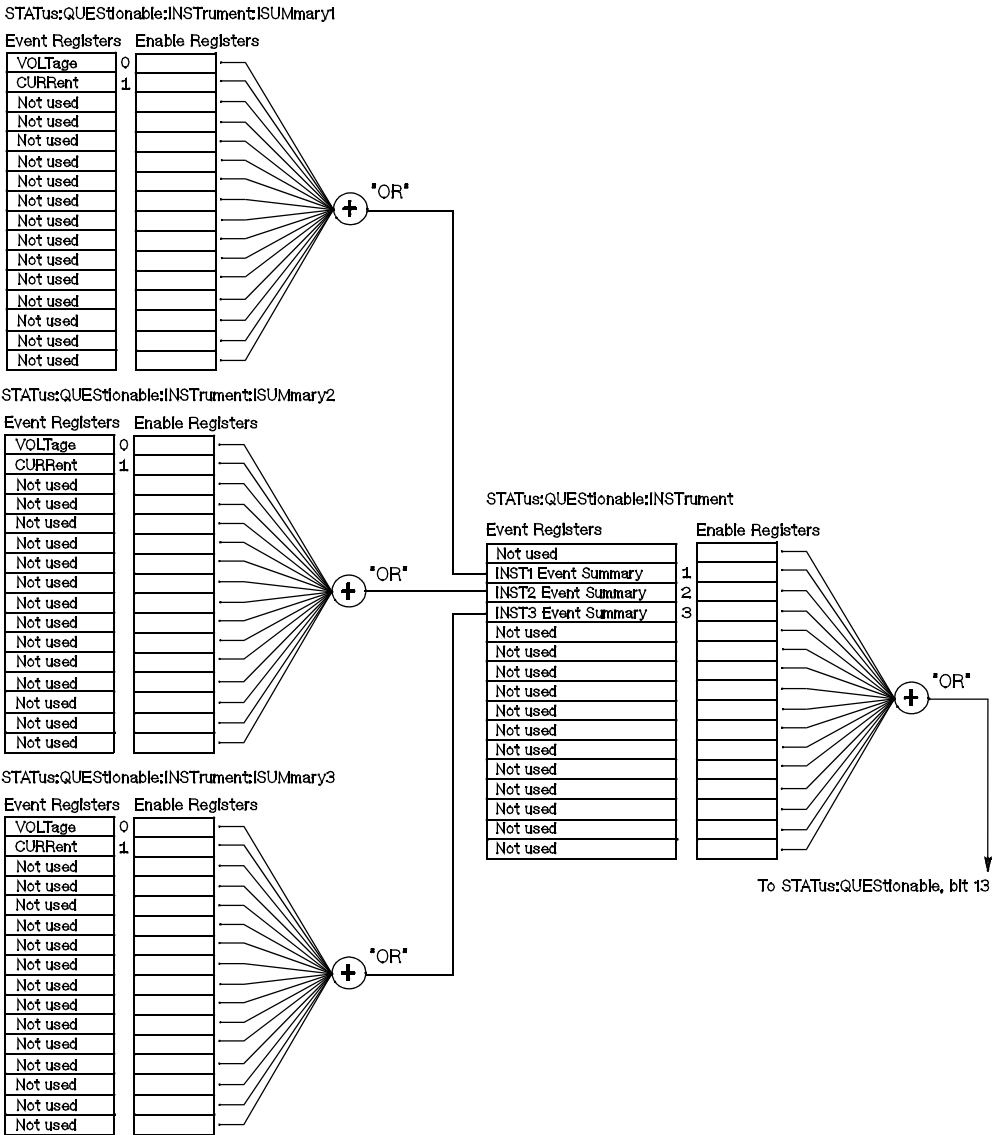 STATus:QUEStionable:INSTrument:ISUMmary1
Event Registers Enable Registers
VOLTage 0
CURRent 1
Not used
Not used
Not used
Not used
Not used
Not used
Not used
Not used
Not used
Not used
Not used
Not used
Not used
Not used
+ "OR"
STATus:QUEStionable:INSTrument:ISUMmary2
Event Registers Enable Registers
VOLTage 0
CURRent 1
Not used
Not used
Not used
Not used
Not used
Not used
Not used
Not used
Not used
Not used
Not used
Not used
Not used
Not used
+ "OR"
STATus:QUEStionable:INSTrument:ISUMmary3
Event Registers Enable Registers
VOLTage 0
CURRent 1
Not used
Not used
Not used
Not used
Not used
Not used
Not used
Not used
Not used
Not used
Not used
Not used
Not used
Not used
+ "OR"
STATus:QUEStionable:INSTrument
Event Registers Enable Registers
Not used
INST1 Event Summary 1
INST2 Event Summary 2
INST3 Event Summary 3
Not used
Not used
Not used
Not used
Not used
Not used
Not used
Not used
Not used
Not used
Not used
Not used
+ "OR"
To STATus:QUEStionable, bit 13